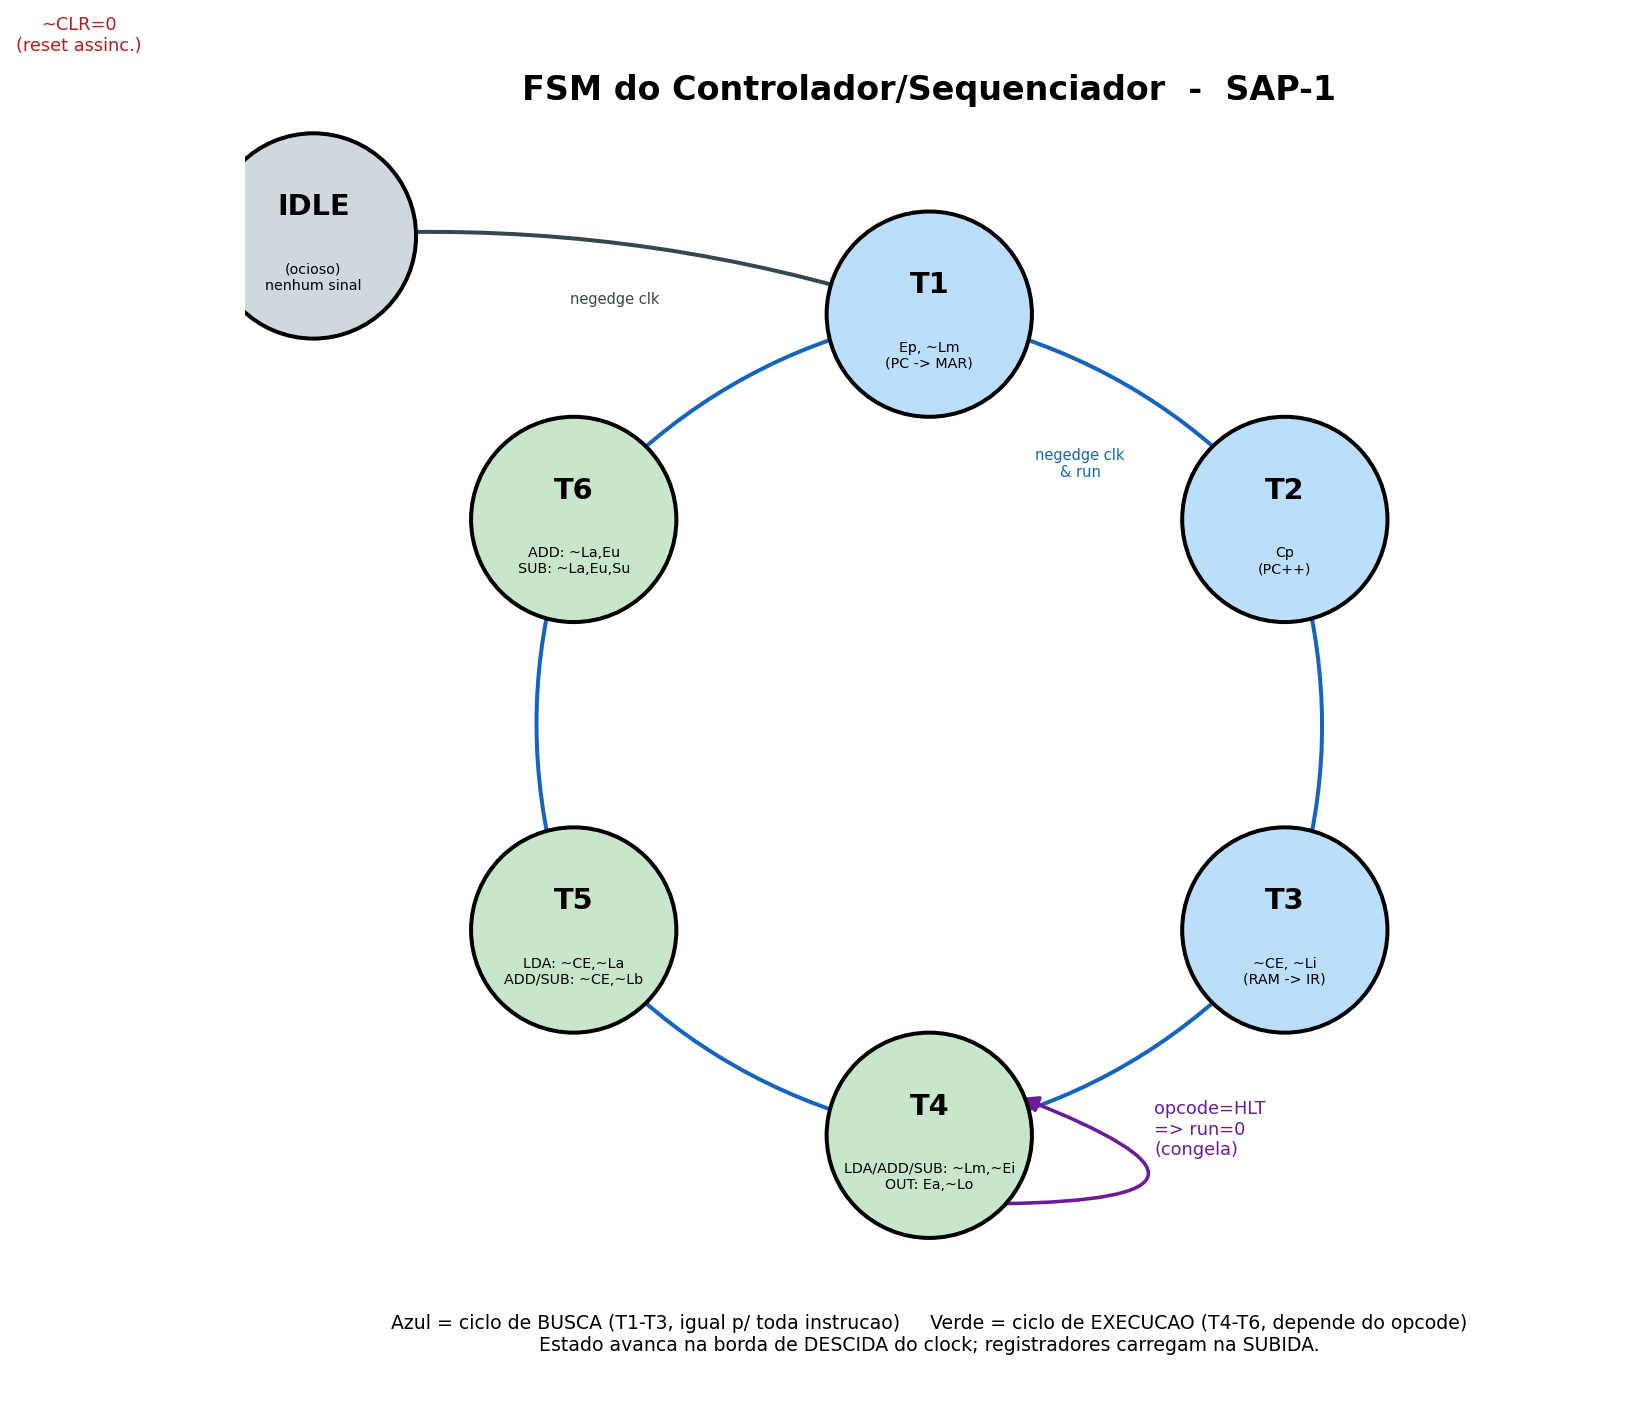 ~CLR=0
(reset assinc.)
FSM do Controlador/Sequenciador  -  SAP-1
IDLE
(ocioso)
nenhum sinal
negedge clk
T1
Ep, ~Lm
(PC -> MAR)
negedge clk
& run
T6
ADD: ~La,Eu
SUB: ~La,Eu,Su
T2
Cp
(PC++)
T5
LDA: ~CE,~La
ADD/SUB: ~CE,~Lb
T3
~CE, ~Li
(RAM -> IR)
T4
LDA/ADD/SUB: ~Lm,~Ei
OUT: Ea,~Lo
opcode=HLT
=> run=0
(congela)
Azul = ciclo de BUSCA (T1-T3, igual p/ toda instrucao)     Verde = ciclo de EXECUCAO (T4-T6, depende do opcode)
Estado avanca na borda de DESCIDA do clock; registradores carregam na SUBIDA.